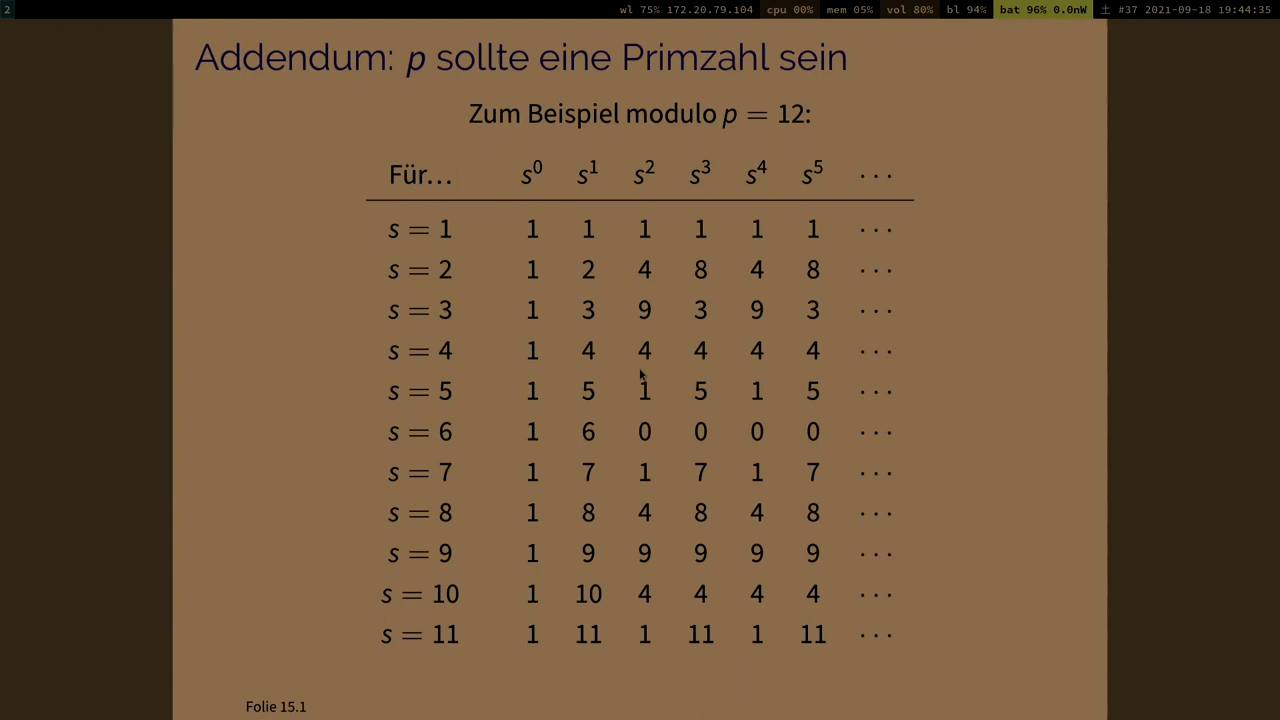 2 wl 75% 172.20.79.104 cpu 00% mem 05% vol 80% bl 94% bat 96% 0.0nW 土 #37 2021-09-18 19:44:35
Addendum: p sollte eine Primzahl sein
Zum Beispiel modulo p = 12:
Für… s⁰ s¹ s² s³ s⁴ s⁵ ···
s = 1 1 1 1 1 1 1 ···
s = 2 1 2 4 8 4 8 ···
s = 3 1 3 9 3 9 3 ···
s = 4 1 4 4 4 4 4 ···
s = 5 1 5 1 5 1 5 ···
s = 6 1 6 0 0 0 0 ···
s = 7 1 7 1 7 1 7 ···
s = 8 1 8 4 8 4 8 ···
s = 9 1 9 9 9 9 9 ···
s = 10 1 10 4 4 4 4 ···
s = 11 1 11 1 11 1 11 ···
Folie 15.1